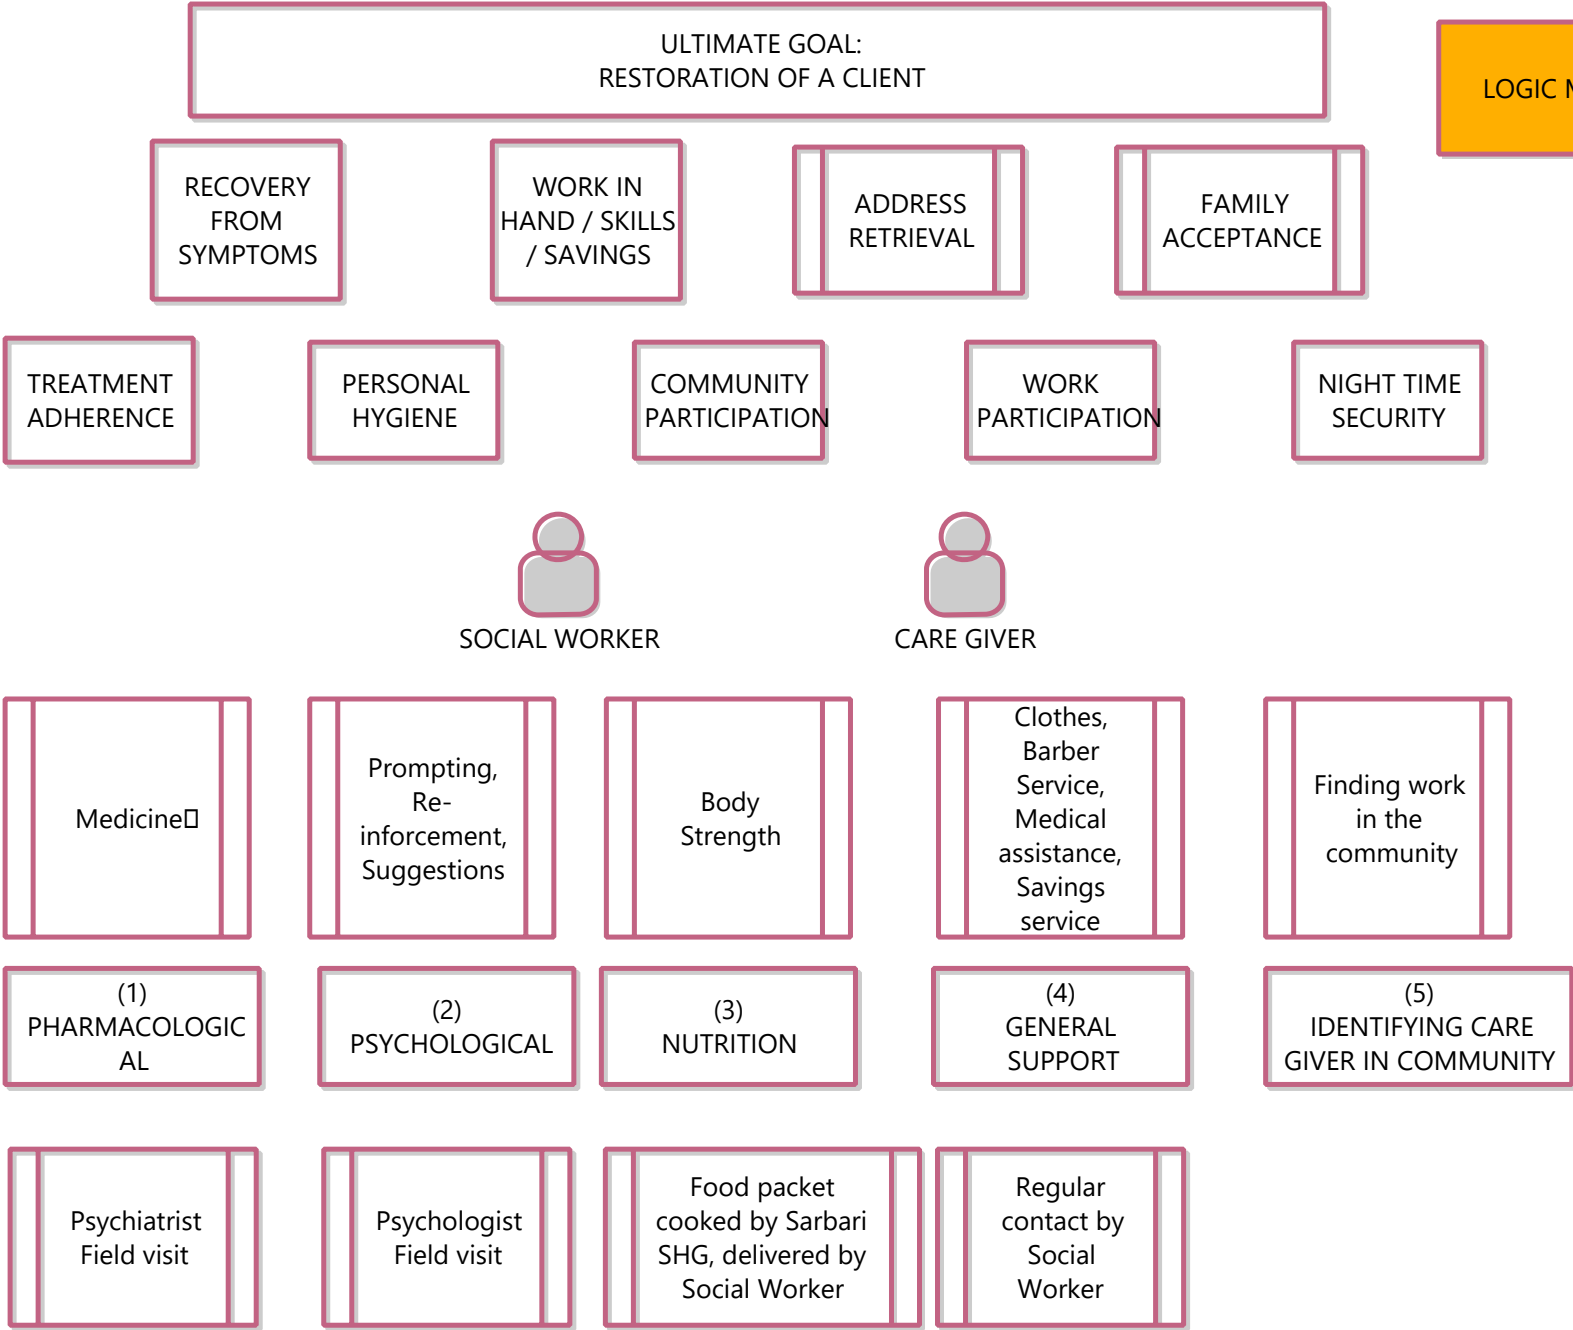 ULTIMATE GOAL:
RESTORATION OF A CLIENT
LOGIC
RECOVERY
FROM
SYMPTOMS
WORK IN
HAND / SKILLS
/ SAVINGS
ADDRESS
RETRIEVAL
FAMILY
ACCEPTANCE
TREATMENT
ADHERENCE
PERSONAL
HYGIENE
COMMUNITY
PARTICIPATION
WORK
PARTICIPATION
NIGHT TIME
SECURITY
SOCIAL WORKER
CARE GIVER
Medicine
Prompting,
Re-
inforcement,
Suggestions
Body
Strength
Clothes,
Barber
Service,
Medical
assistance,
Savings
service
Finding work
in the
community
(1)
PHARMACOLOGIC
AL
(2)
PSYCHOLOGICAL
(3)
NUTRITION
(4)
GENERAL
SUPPORT
(5)
IDENTIFYING CARE
GIVER IN COMMUNITY
Psychiatrist
Field visit
Psychologist
Field visit
Food packet
cooked by Sarbari
SHG, delivered by
Social Worker
Regular
contact by
Social
Worker